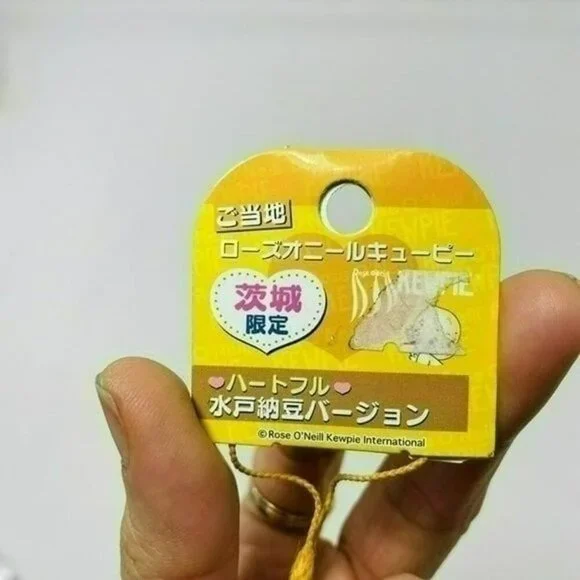 ご当地
ローズオニールキューピー
Rose O'Neill
KEWPIE
茨城
限定
♥ハートフル♥
水戸納豆バージョン
©Rose O'Neill Kewpie International